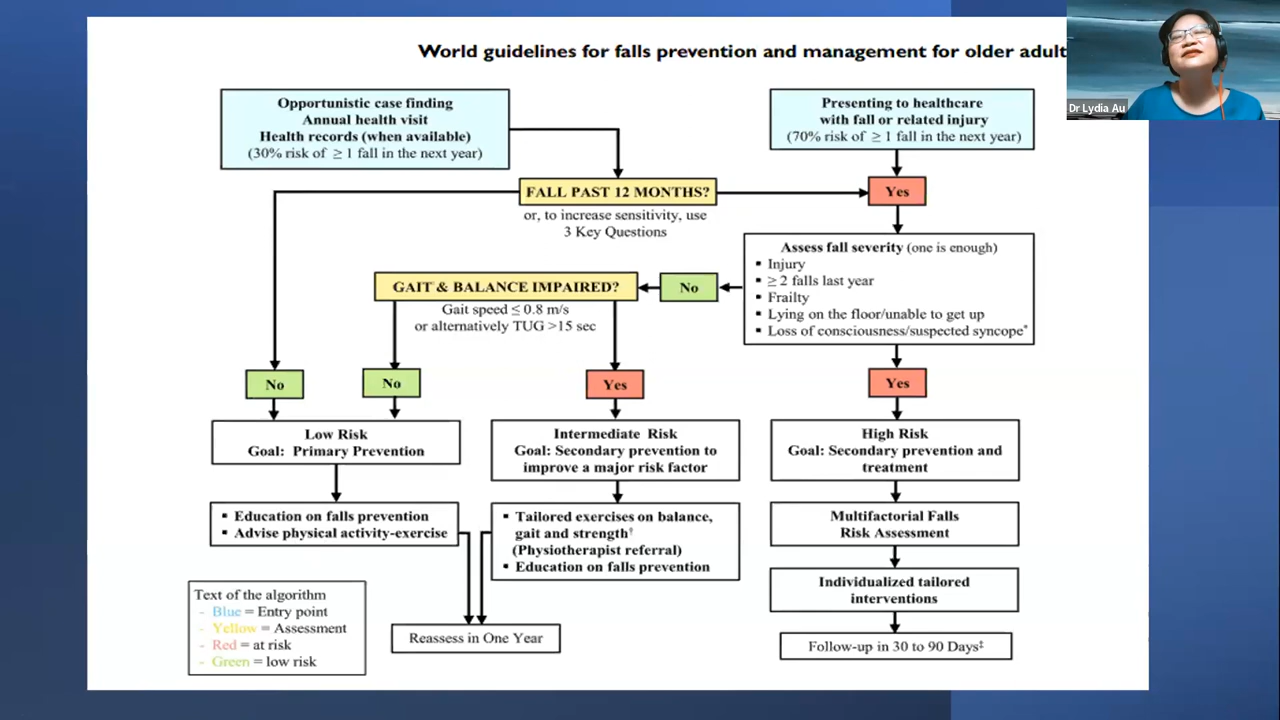 World guidelines for falls prevention and management for older adult
Dr Lydia Au
Opportunistic case finding
Annual health visit
Health records (when available)
(30% risk of ≥ 1 fall in the next year)
Presenting to healthcare
with fall or related injury
(70% risk of ≥ 1 fall in the next year)
FALL PAST 12 MONTHS?
or, to increase sensitivity, use
3 Key Questions
Yes
Assess fall severity (one is enough)
▪ Injury
▪ ≥ 2 falls last year
▪ Frailty
▪ Lying on the floor/unable to get up
▪ Loss of consciousness/suspected syncope*
No
GAIT & BALANCE IMPAIRED?
Gait speed ≤ 0.8 m/s
or alternatively TUG >15 sec
No
No
Yes
Yes
Low Risk
Goal: Primary Prevention
Intermediate Risk
Goal: Secondary prevention to
improve a major risk factor
High Risk
Goal: Secondary prevention and
treatment
▪ Education on falls prevention
▪ Advise physical activity-exercise
▪ Tailored exercises on balance,
gait and strength†
(Physiotherapist referral)
▪ Education on falls prevention
Multifactorial Falls
Risk Assessment
Individualized tailored
interventions
Text of the algorithm
- Blue = Entry point
- Yellow = Assessment
- Red = at risk
- Green = low risk
Reassess in One Year
Follow-up in 30 to 90 Days‡